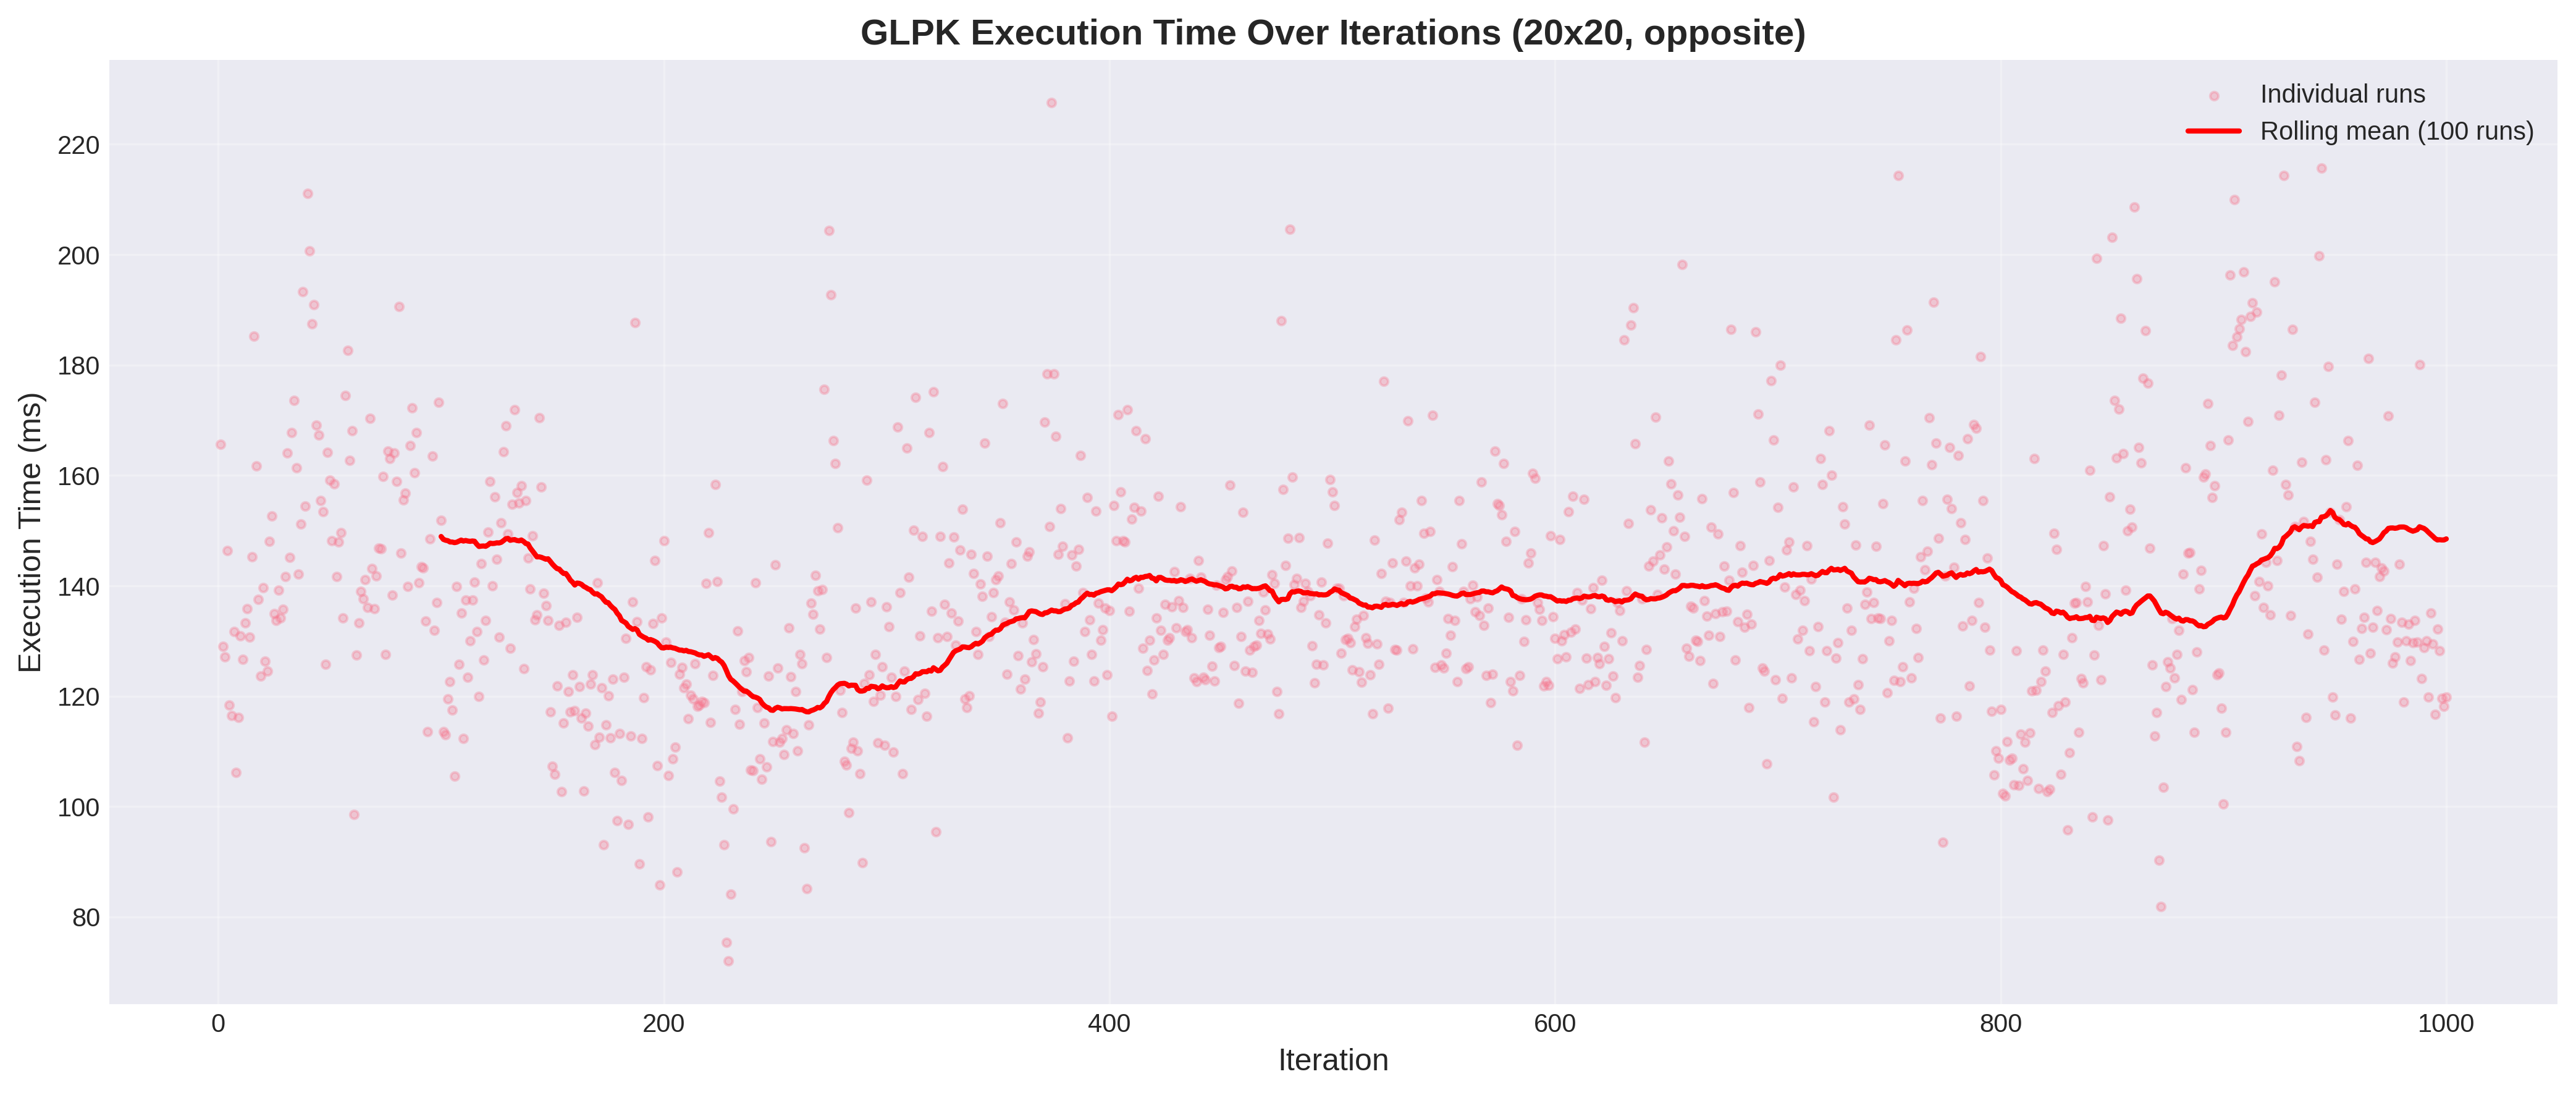 GLPK Execution Time Over Iterations (20x20, opposite)
Individual runs
Rolling mean (100 runs)
Execution Time (ms)
220
200
180
160
140
120
100
80
0
200
400
600
800
1000
Iteration